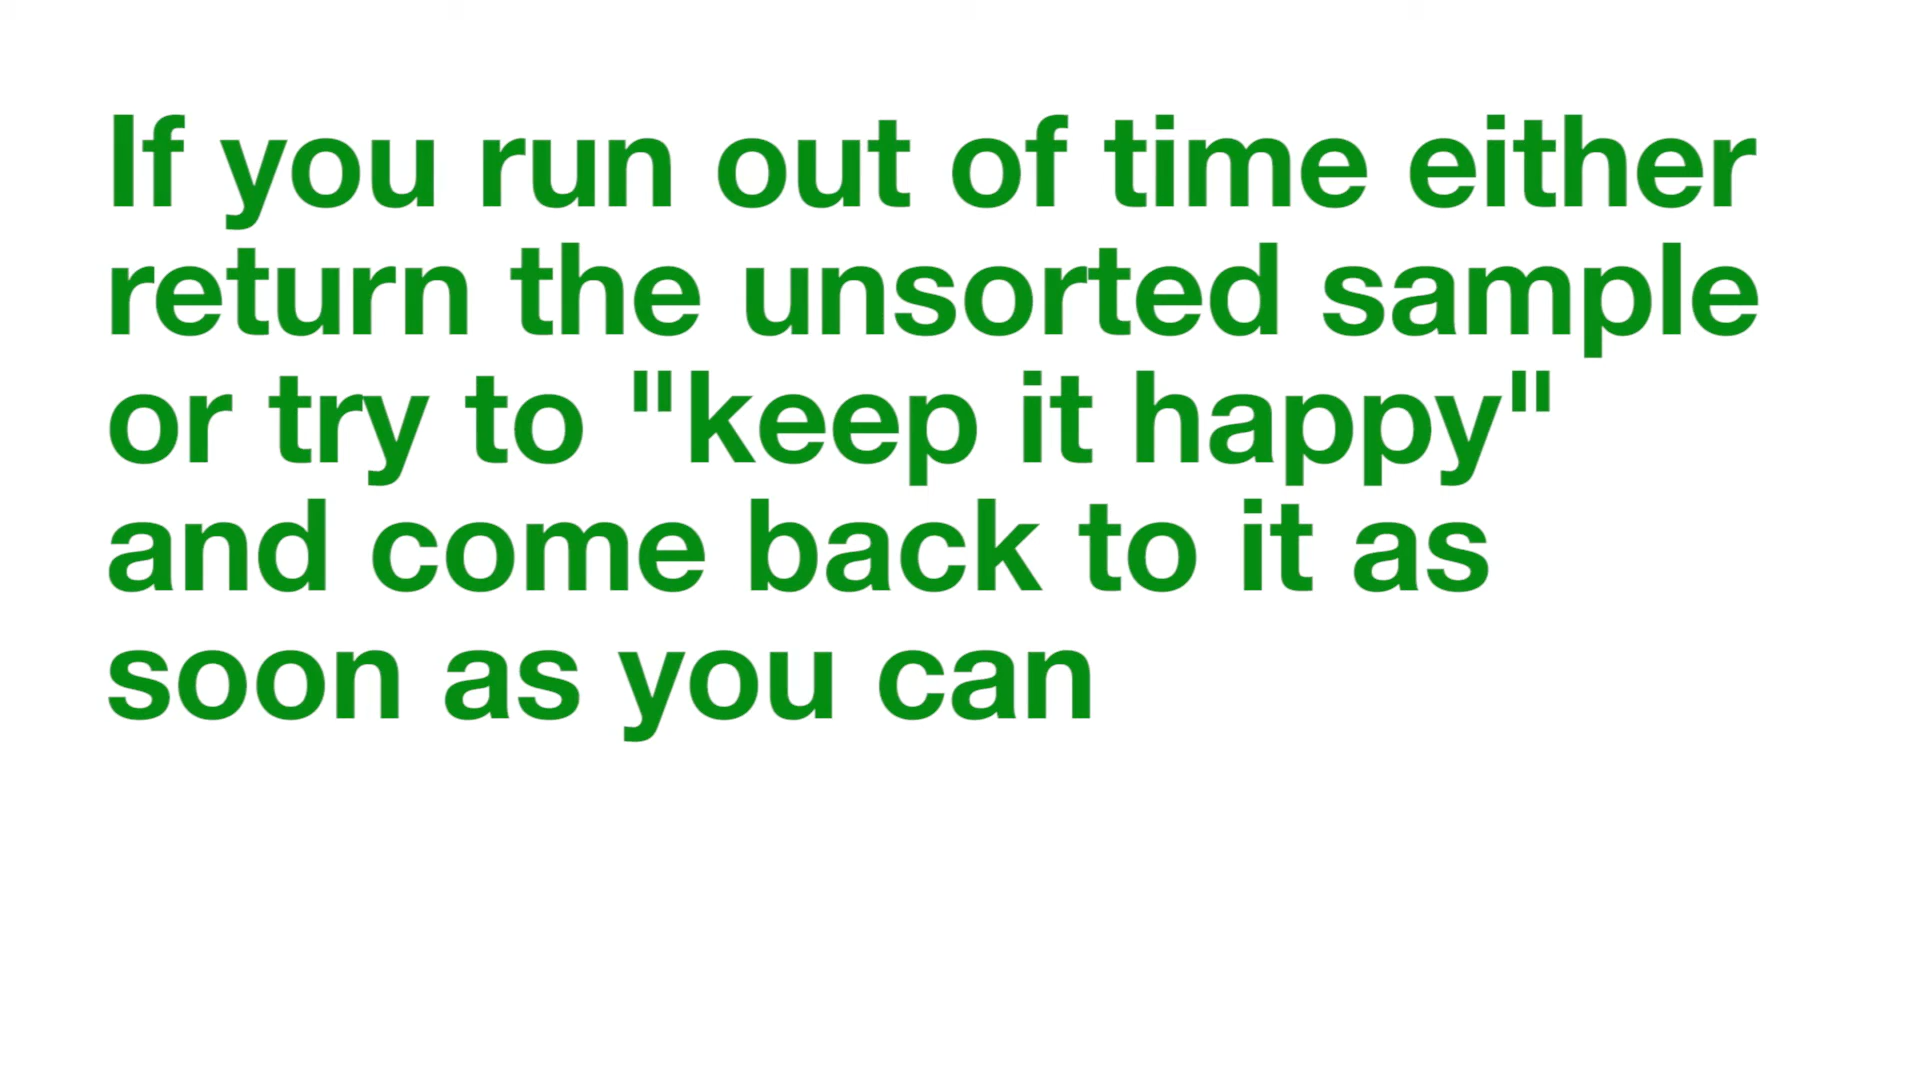 If you run out of time either
return the unsorted sample
or try to "keep it happy"
and come back to it as
soon as you can